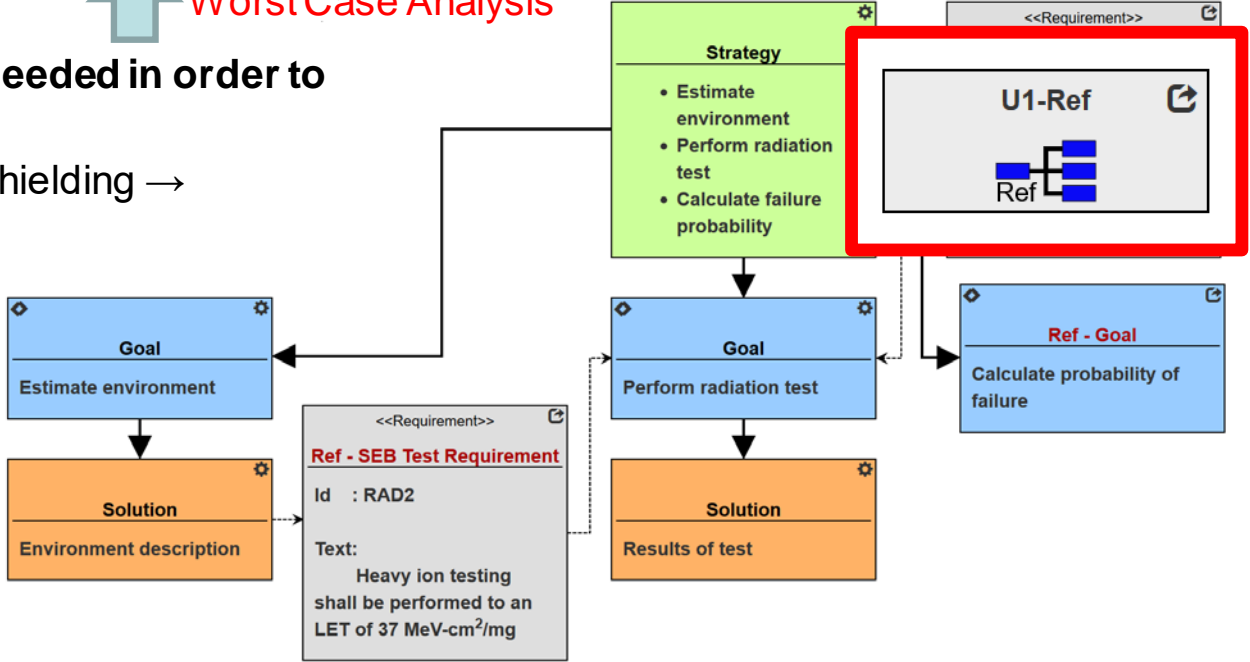 Worst Case Analysis
eeded in order to
hielding →
Strategy
• Estimate
environment
• Perform radiation
test
• Calculate failure
probability
<<Requirement>>
U1-Ref
Ref
Goal
Estimate environment
Goal
Perform radiation test
Ref - Goal
Calculate probability of
failure
<<Requirement>>
Ref - SEB Test Requirement
Id : RAD2
Text:
Heavy ion testing
shall be performed to an
LET of 37 MeV-cm²/mg
Solution
Environment description
Solution
Results of test